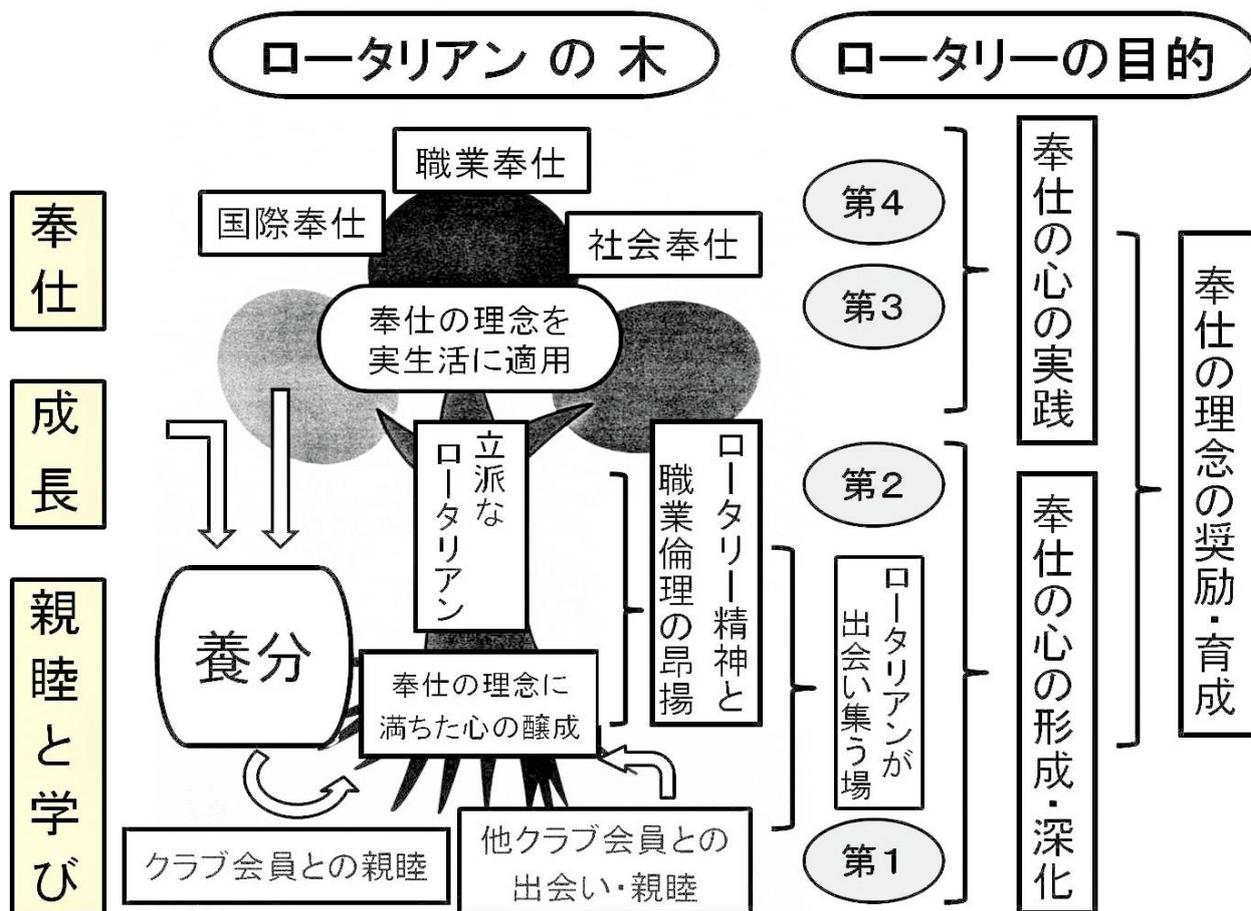 ロータリアン の 木
ロータリーの目的
奉仕
成長
親睦と学び
職業奉仕
国際奉仕
社会奉仕
奉仕の理念を
実生活に適用
立派な
ロータリアン
ロータリー精神と
職業倫理の昂揚
養分
奉仕の理念に
満ちた心の醸成
クラブ会員との親睦
他クラブ会員との
出会い・親睦
第4
第3
第2
ロータリアンが
出会い集う場
第1
奉仕の心の実践
奉仕の心の形成・深化
奉仕の理念の奨励・育成